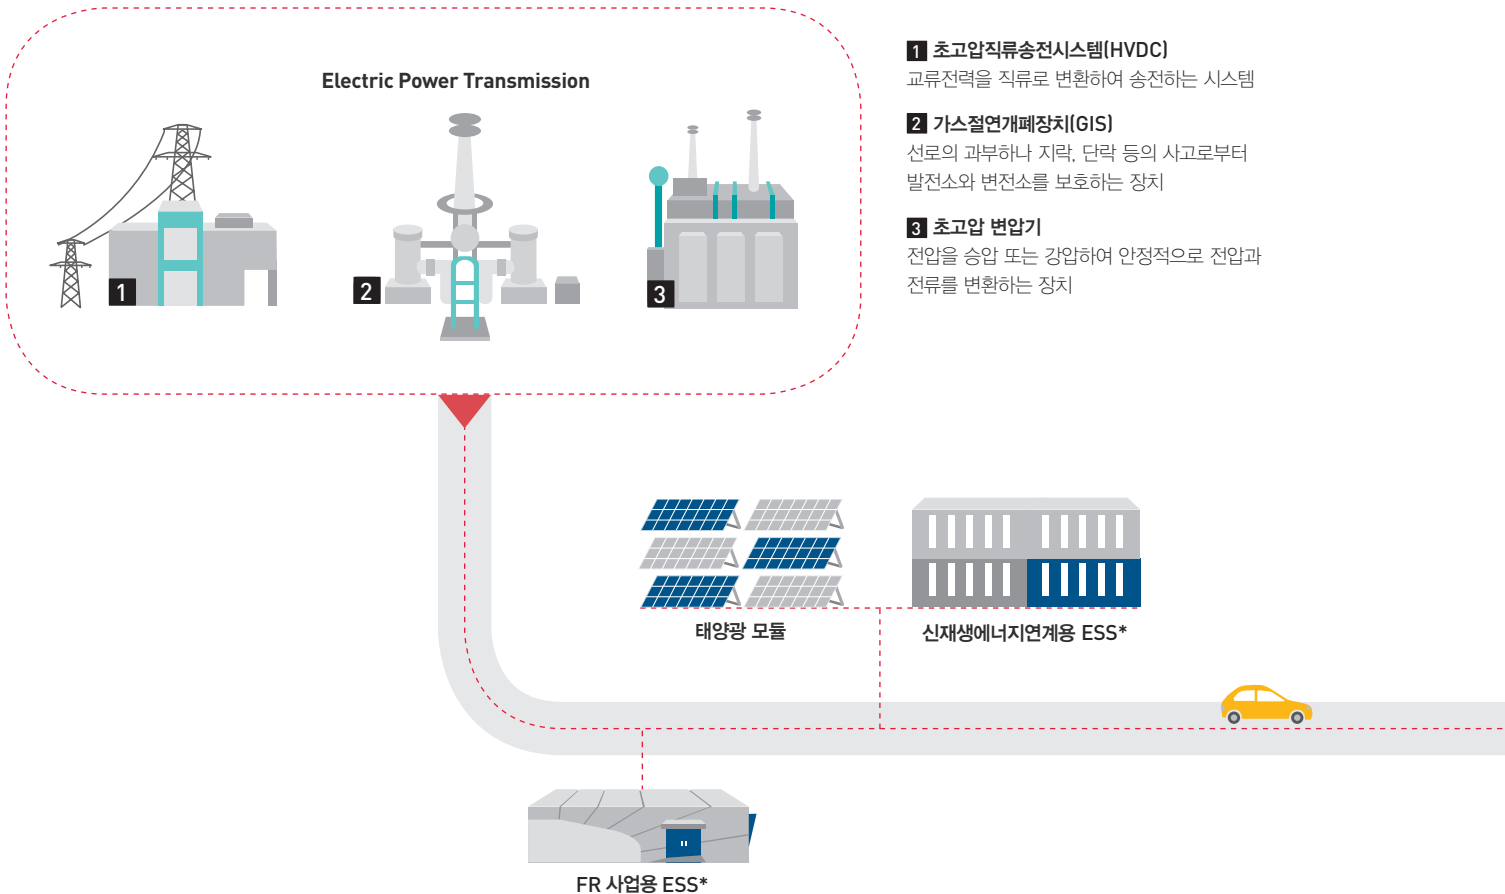 Electric Power Transmission
1
2
3
1 초고압직류송전시스템(HVDC)
교류전력을 직류로 변환하여 송전하는 시스템
2 가스절연개폐장치(GIS)
선로의 과부하나 지락, 단락 등의 사고로부터
발전소와 변전소를 보호하는 장치
3 초고압 변압기
전압을 승압 또는 강압하여 안정적으로 전압과
전류를 변환하는 장치
태양광 모듈
신재생에너지연계용 ESS*
FR 사업용 ESS*